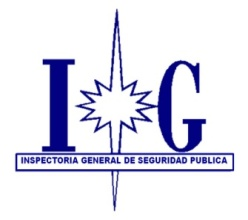 I G
INSPECTORIA GENERAL DE SEGURIDAD PUBLICA